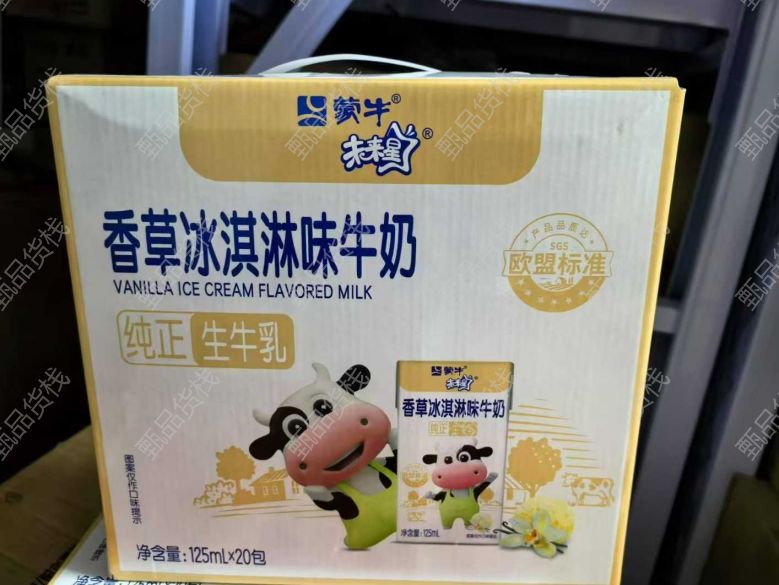 蒙牛®
未来星®
香草冰淇淋味牛奶
VANILLA ICE CREAM FLAVORED MILK
纯正 生牛乳
产品品质达
SGS
欧盟标准
蒙牛
未来星
香草冰淇淋味牛奶
纯正 生牛乳
净含量:125mL
图案仅作口味提示
净含量:125mL×20包
甄品货栈